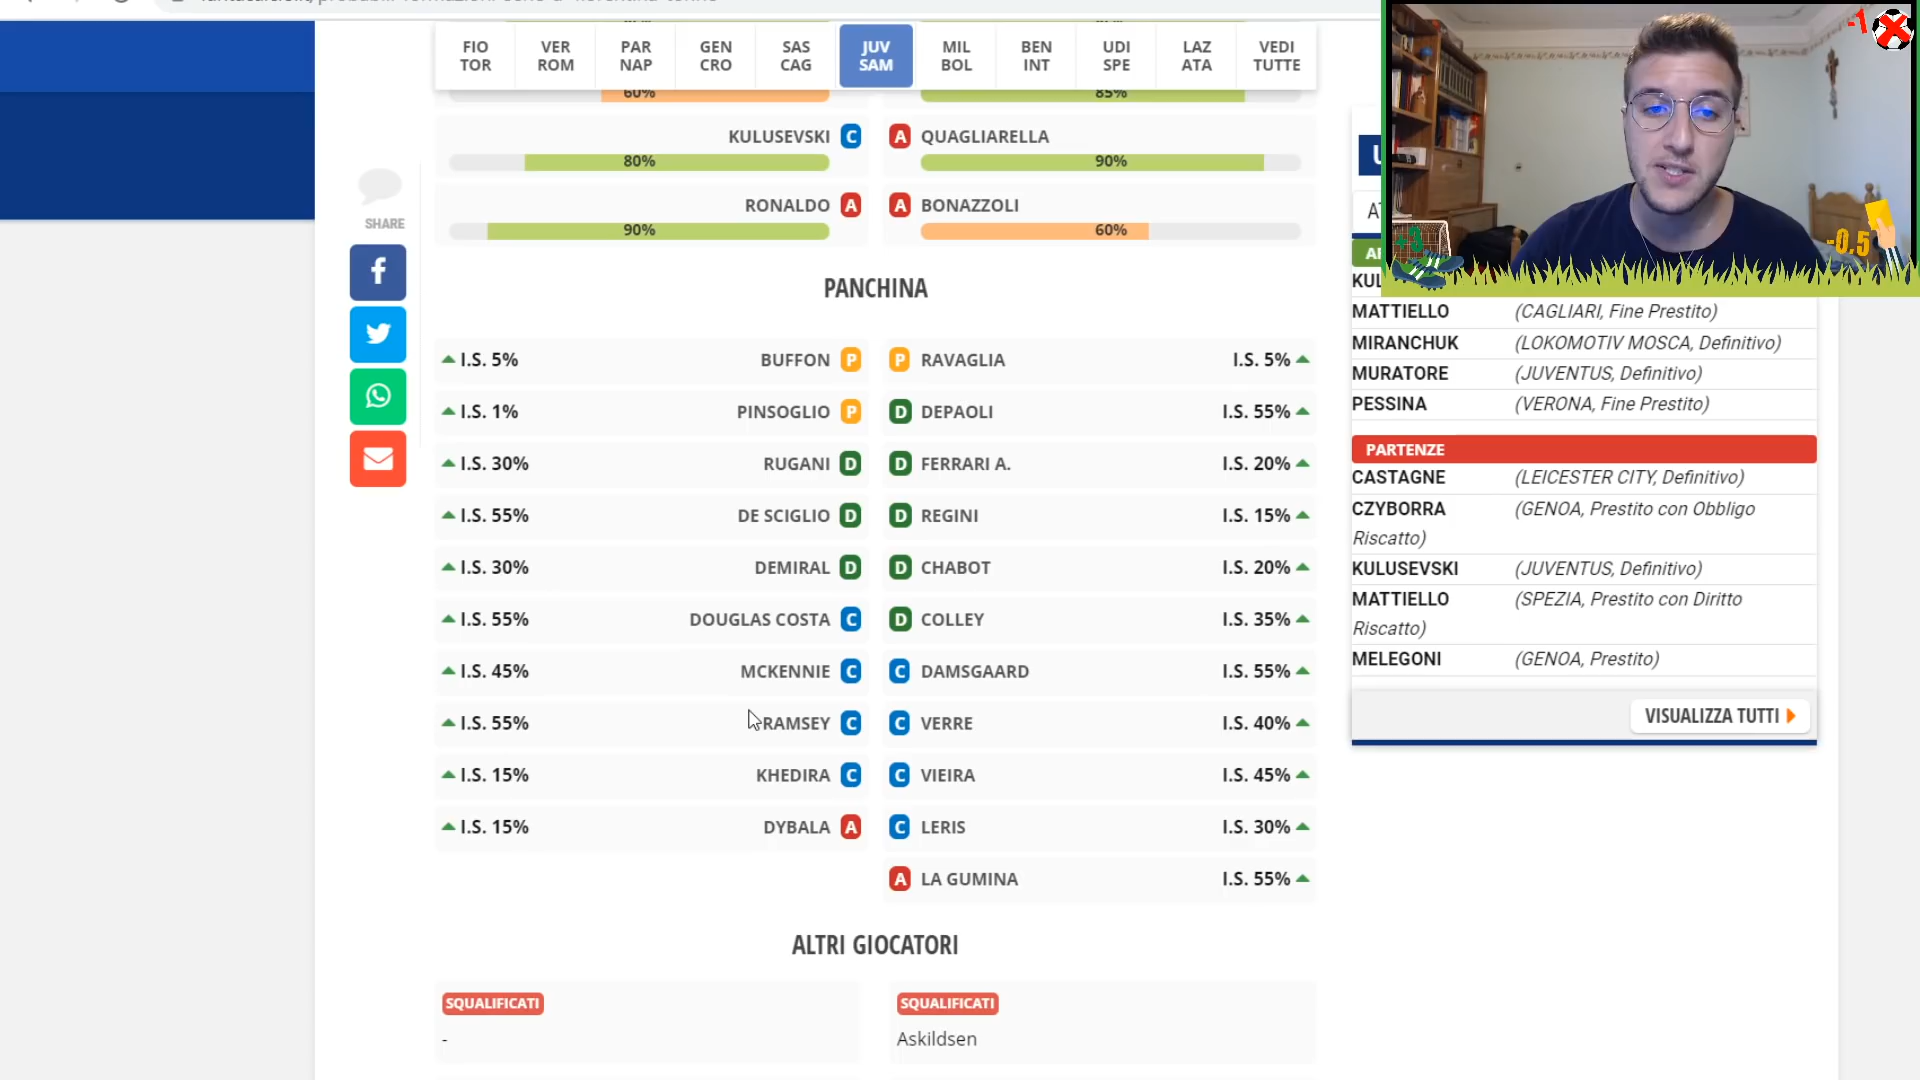 FIO TOR
VER ROM
PAR NAP
GEN CRO
SAS CAG
JUV SAM
MIL BOL
BEN INT
UDI SPE
LAZ ATA
VEDI TUTTE
60%
85%
KULUSEVSKI C
A QUAGLIARELLA
80%
90%
RONALDO A
A BONAZZOLI
90%
60%
SHARE
PANCHINA
I.S. 5% BUFFON P
P RAVAGLIA I.S. 5%
I.S. 1% PINSOGLIO P
D DEPAOLI I.S. 55%
I.S. 30% RUGANI D
D FERRARI A. I.S. 20%
I.S. 55% DE SCIGLIO D
D REGINI I.S. 15%
I.S. 30% DEMIRAL D
D CHABOT I.S. 20%
I.S. 55% DOUGLAS COSTA C
D COLLEY I.S. 35%
I.S. 45% MCKENNIE C
C DAMSGAARD I.S. 55%
I.S. 55% RAMSEY C
C VERRE I.S. 40%
I.S. 15% KHEDIRA C
C VIEIRA I.S. 45%
I.S. 15% DYBALA A
C LERIS I.S. 30%
A LA GUMINA I.S. 55%
ALTRI GIOCATORI
SQUALIFICATI
-
SQUALIFICATI
Askildsen
-1
+3
-0,5
MATTIELLO (CAGLIARI, Fine Prestito)
MIRANCHUK (LOKOMOTIV MOSCA, Definitivo)
MURATORE (JUVENTUS, Definitivo)
PESSINA (VERONA, Fine Prestito)
PARTENZE
CASTAGNE (LEICESTER CITY, Definitivo)
CZYBORRA (GENOA, Prestito con Obbligo
Riscatto)
KULUSEVSKI (JUVENTUS, Definitivo)
MATTIELLO (SPEZIA, Prestito con Diritto
Riscatto)
MELEGONI (GENOA, Prestito)
VISUALIZZA TUTTI